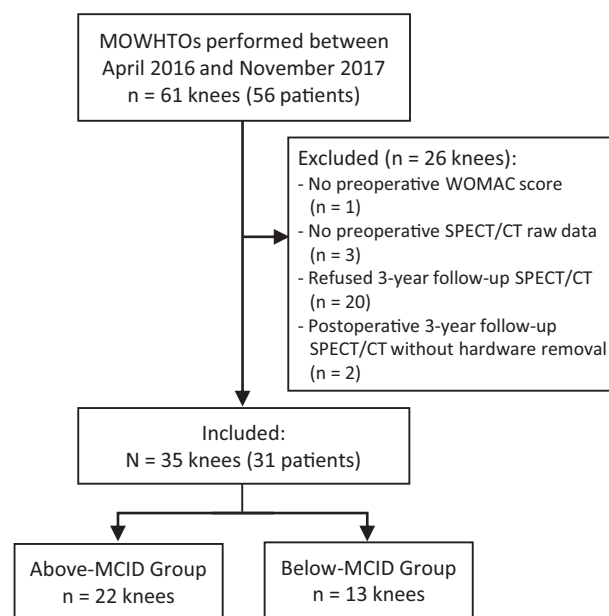 MOWHTOs performed between
April 2016 and November 2017
n = 61 knees (56 patients)
Excluded (n = 26 knees):
- No preoperative WOMAC score
(n = 1)
- No preoperative SPECT/CT raw data
(n = 3)
- Refused 3-year follow-up SPECT/CT
(n = 20)
- Postoperative 3-year follow-up
SPECT/CT without hardware removal
(n = 2)
Included:
N = 35 knees (31 patients)
Above-MCID Group
n = 22 knees
Below-MCID Group
n = 13 knees